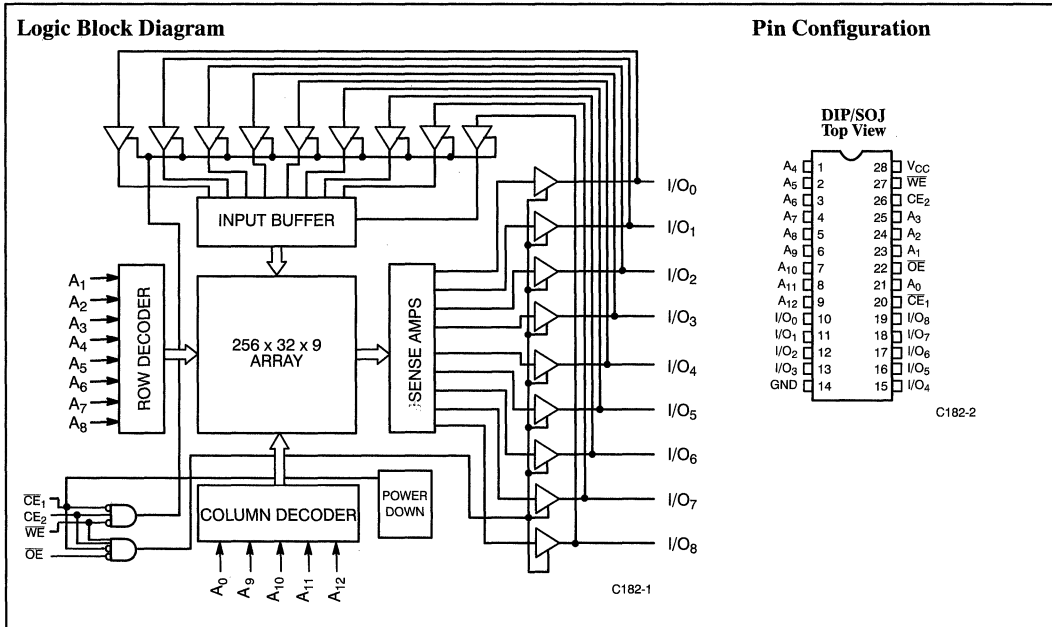 Logic Block Diagram
Pin Configuration
INPUT BUFFER
A1
A2
A3
A4
A5
A6
A7
A8
ROW DECODER
256 x 32 x 9
ARRAY
SENSE AMPS
I/O0
I/O1
I/O2
I/O3
I/O4
I/O5
I/O6
I/O7
I/O8
CE1
CE2
WE
OE
COLUMN DECODER
POWER
DOWN
A0
A9
A10
A11
A12
C182-1
DIP/SOJ
Top View
A4 1 28 VCC
A5 2 27 WE
A6 3 26 CE2
A7 4 25 A3
A8 5 24 A2
A9 6 23 A1
A10 7 22 OE
A11 8 21 A0
A12 9 20 CE1
I/O0 10 19 I/O8
I/O1 11 18 I/O7
I/O2 12 17 I/O6
I/O3 13 16 I/O5
GND 14 15 I/O4
C182-2